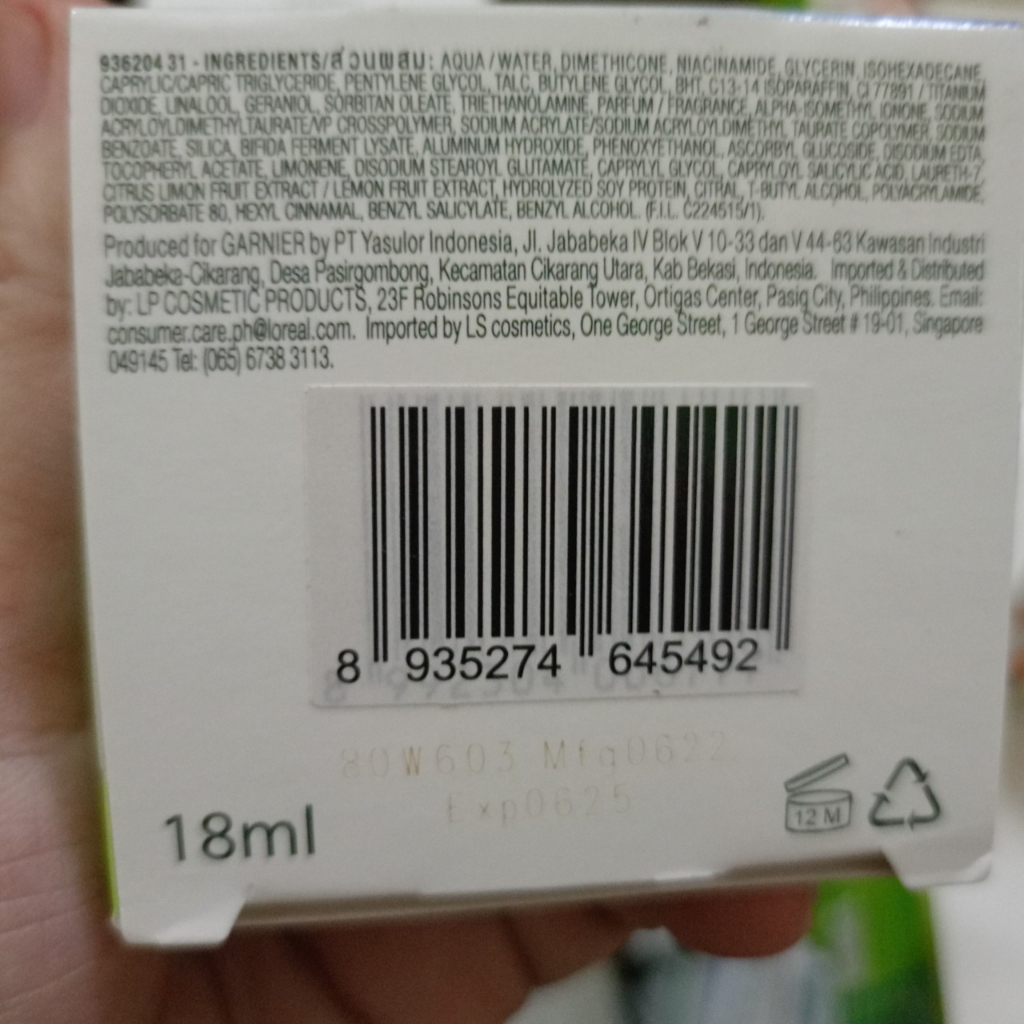 936204 31 - INGREDIENTS/ส่วนผสม: AQUA / WATER, DIMETHICONE, NIACINAMIDE, GLYCERIN, ISOHEXADECANE,
CAPRYLIC/CAPRIC TRIGLYCERIDE, PENTYLENE GLYCOL, TALC, BUTYLENE GLYCOL, BHT, C13-14 ISOPARAFFIN, CI 77891 / TITANIUM
DIOXIDE, LINALOOL, GERANIOL, SORBITAN OLEATE, TRIETHANOLAMINE, PARFUM / FRAGRANCE, ALPHA-ISOMETHYL IONONE, SODIUM
ACRYLOYLDIMETHYLTAURATE/VP CROSSPOLYMER, SODIUM ACRYLATE/SODIUM ACRYLOYLDIMETHYL TAURATE COPOLYMER, SODIUM
BENZOATE, SILICA, BIFIDA FERMENT LYSATE, ALUMINUM HYDROXIDE, PHENOXYETHANOL, ASCORBYL GLUCOSIDE, DISODIUM EDTA,
TOCOPHERYL ACETATE, LIMONENE, DISODIUM STEAROYL GLUTAMATE, CAPRYLYL GLYCOL, CAPRYLOYL SALICYLIC ACID, LAURETH-7,
CITRUS LIMON FRUIT EXTRACT / LEMON FRUIT EXTRACT, HYDROLYZED SOY PROTEIN, CITRAL, T-BUTYL ALCOHOL, POLYACRYLAMIDE,
POLYSORBATE 80, HEXYL CINNAMAL, BENZYL SALICYLATE, BENZYL ALCOHOL. (F.I.L. C224515/1).
Produced for GARNIER by PT Yasulor Indonesia, Jl. Jababeka IV Blok V 10-33 dan V 44-63 Kawasan Industri
Jababeka-Cikarang, Desa Pasirgombong, Kecamatan Cikarang Utara, Kab Bekasi, Indonesia. Imported & Distributed
by: LP COSMETIC PRODUCTS, 23F Robinsons Equitable Tower, Ortigas Center, Pasig City, Philippines. Email:
consumer.care.ph@loreal.com. Imported by LS cosmetics, One George Street, 1 George Street # 19-01, Singapore
049145 Tel: (065) 6738 3113.
8 935274 645492
80W603 Mfg0622
Exp0625
18ml
12 M